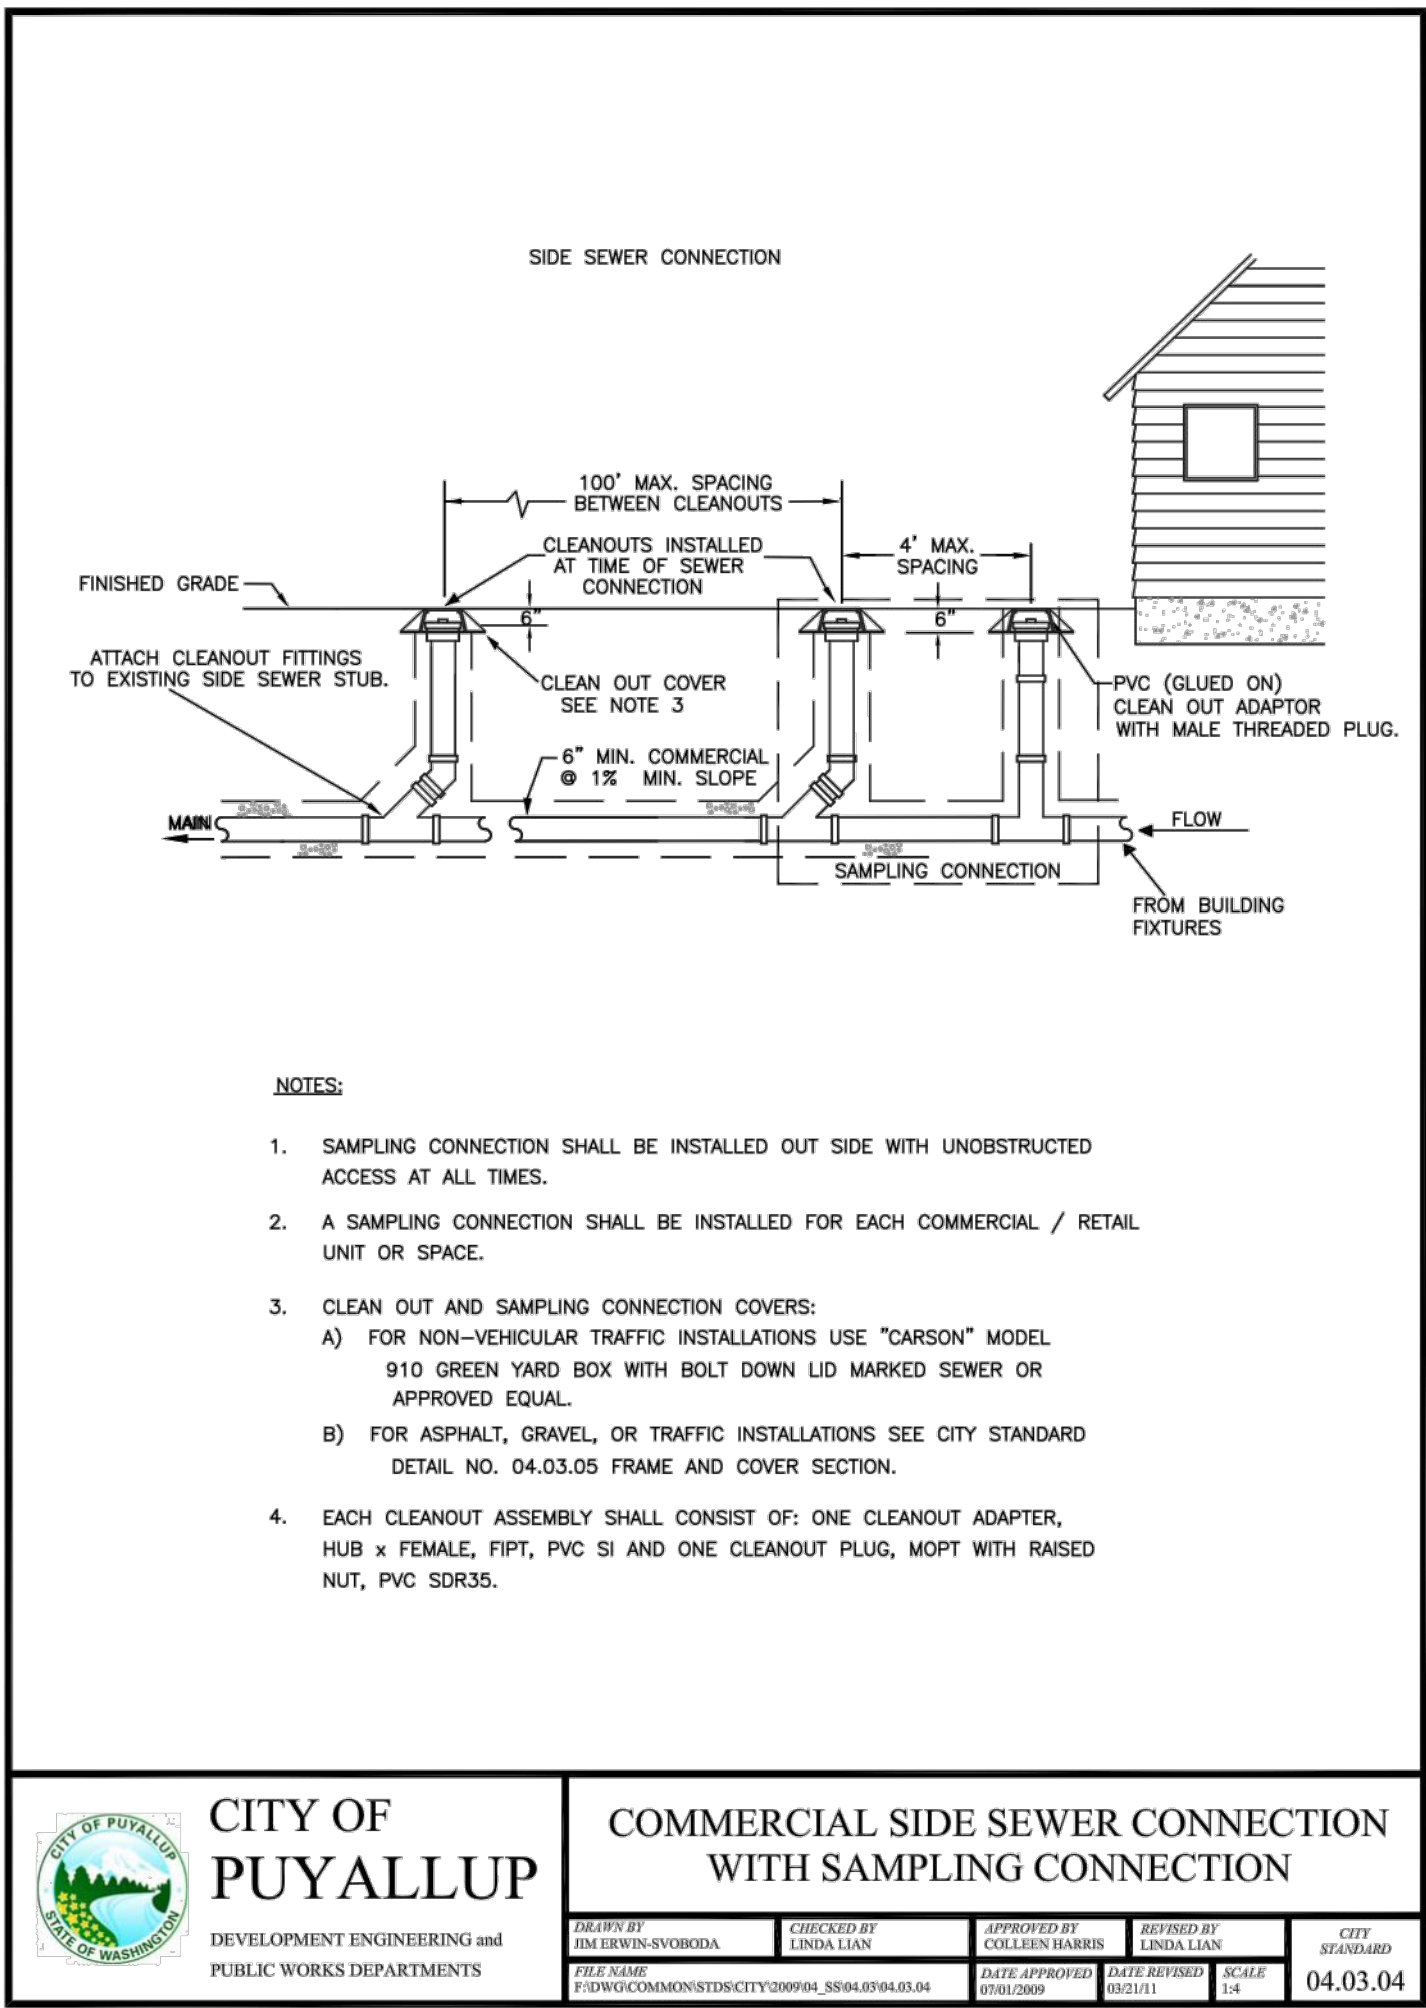 SIDE SEWER CONNECTION
100' MAX. SPACING
BETWEEN CLEANOUTS
CLEANOUTS INSTALLED
AT TIME OF SEWER
CONNECTION
4' MAX.
SPACING
FINISHED GRADE
6"
6"
ATTACH CLEANOUT FITTINGS
TO EXISTING SIDE SEWER STUB.
CLEAN OUT COVER
SEE NOTE 3
PVC (GLUED ON)
CLEAN OUT ADAPTOR
WITH MALE THREADED PLUG.
6" MIN. COMMERCIAL
@ 1% MIN. SLOPE
MAIN
FLOW
SAMPLING CONNECTION
FROM BUILDING
FIXTURES
NOTES:
1. SAMPLING CONNECTION SHALL BE INSTALLED OUT SIDE WITH UNOBSTRUCTED
ACCESS AT ALL TIMES.
2. A SAMPLING CONNECTION SHALL BE INSTALLED FOR EACH COMMERCIAL / RETAIL
UNIT OR SPACE.
3. CLEAN OUT AND SAMPLING CONNECTION COVERS:
A) FOR NON-VEHICULAR TRAFFIC INSTALLATIONS USE "CARSON" MODEL
910 GREEN YARD BOX WITH BOLT DOWN LID MARKED SEWER OR
APPROVED EQUAL.
B) FOR ASPHALT, GRAVEL, OR TRAFFIC INSTALLATIONS SEE CITY STANDARD
DETAIL NO. 04.03.05 FRAME AND COVER SECTION.
4. EACH CLEANOUT ASSEMBLY SHALL CONSIST OF: ONE CLEANOUT ADAPTER,
HUB x FEMALE, FIPT, PVC SI AND ONE CLEANOUT PLUG, MOPT WITH RAISED
NUT, PVC SDR35.
CITY OF PUYALLUP
STATE OF WASHINGTON
CITY OF
PUYALLUP
DEVELOPMENT ENGINEERING and
PUBLIC WORKS DEPARTMENTS
COMMERCIAL SIDE SEWER CONNECTION
WITH SAMPLING CONNECTION
DRAWN BY
JIM ERWIN-SVOBODA
CHECKED BY
LINDA LIAN
APPROVED BY
COLLEEN HARRIS
REVISED BY
LINDA LIAN
FILE NAME
F:\DWG\COMMON\STDS\CITY\2009\04_SS\04.03\04.03.04
DATE APPROVED
07/01/2009
DATE REVISED
03/21/11
SCALE
1:4
CITY
STANDARD
04.03.04